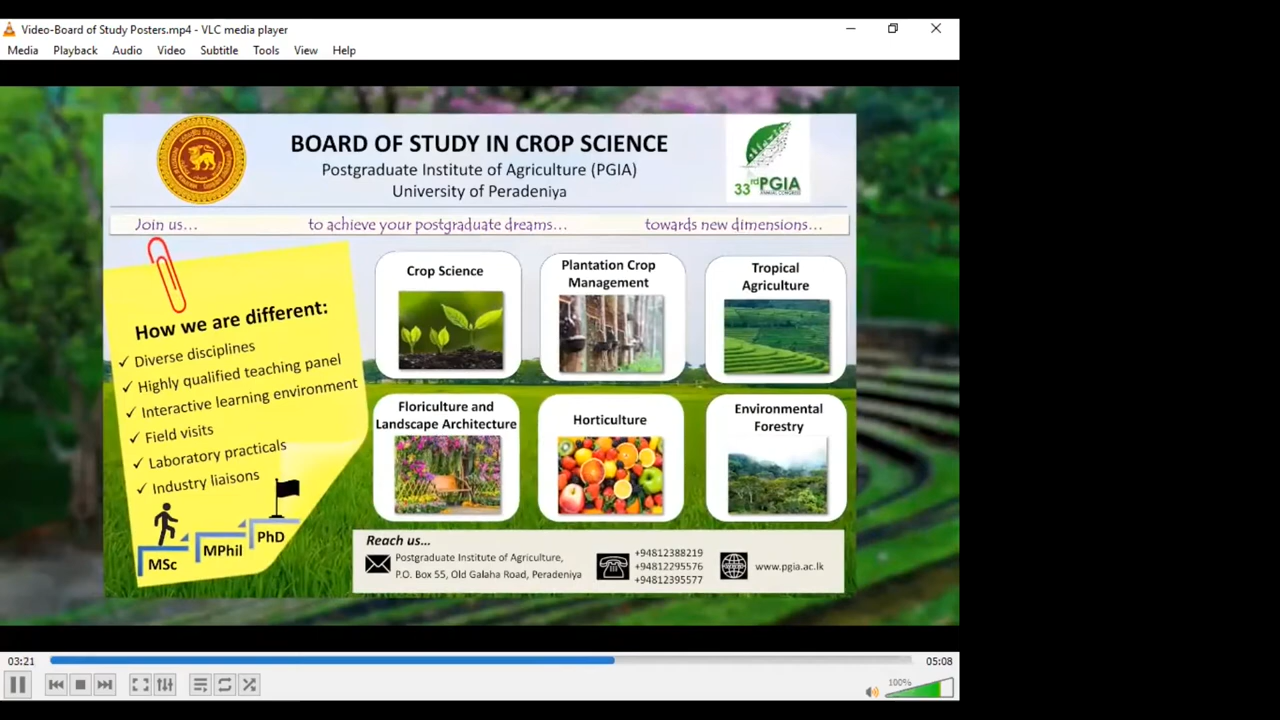 Video-Board of Study Posters.mp4 - VLC media player
Media Playback Audio Video Subtitle Tools View Help
BOARD OF STUDY IN CROP SCIENCE
Postgraduate Institute of Agriculture (PGIA)
University of Peradeniya
33rd PGIA
ANNUAL CONGRESS
Join us... to achieve your postgraduate dreams... towards new dimensions...
How we are different:
✓ Diverse disciplines
✓ Highly qualified teaching panel
✓ Interactive learning environment
✓ Field visits
✓ Laboratory practicals
✓ Industry liaisons
MSc
MPhil
PhD
Crop Science
Plantation Crop
Management
Tropical
Agriculture
Floriculture and
Landscape Architecture
Horticulture
Environmental
Forestry
Reach us...
Postgraduate Institute of Agriculture,
P.O. Box 55, Old Galaha Road, Peradeniya
+94812388219
+94812295576
+94812395577
www.pgia.ac.lk
03:21
05:08
100%